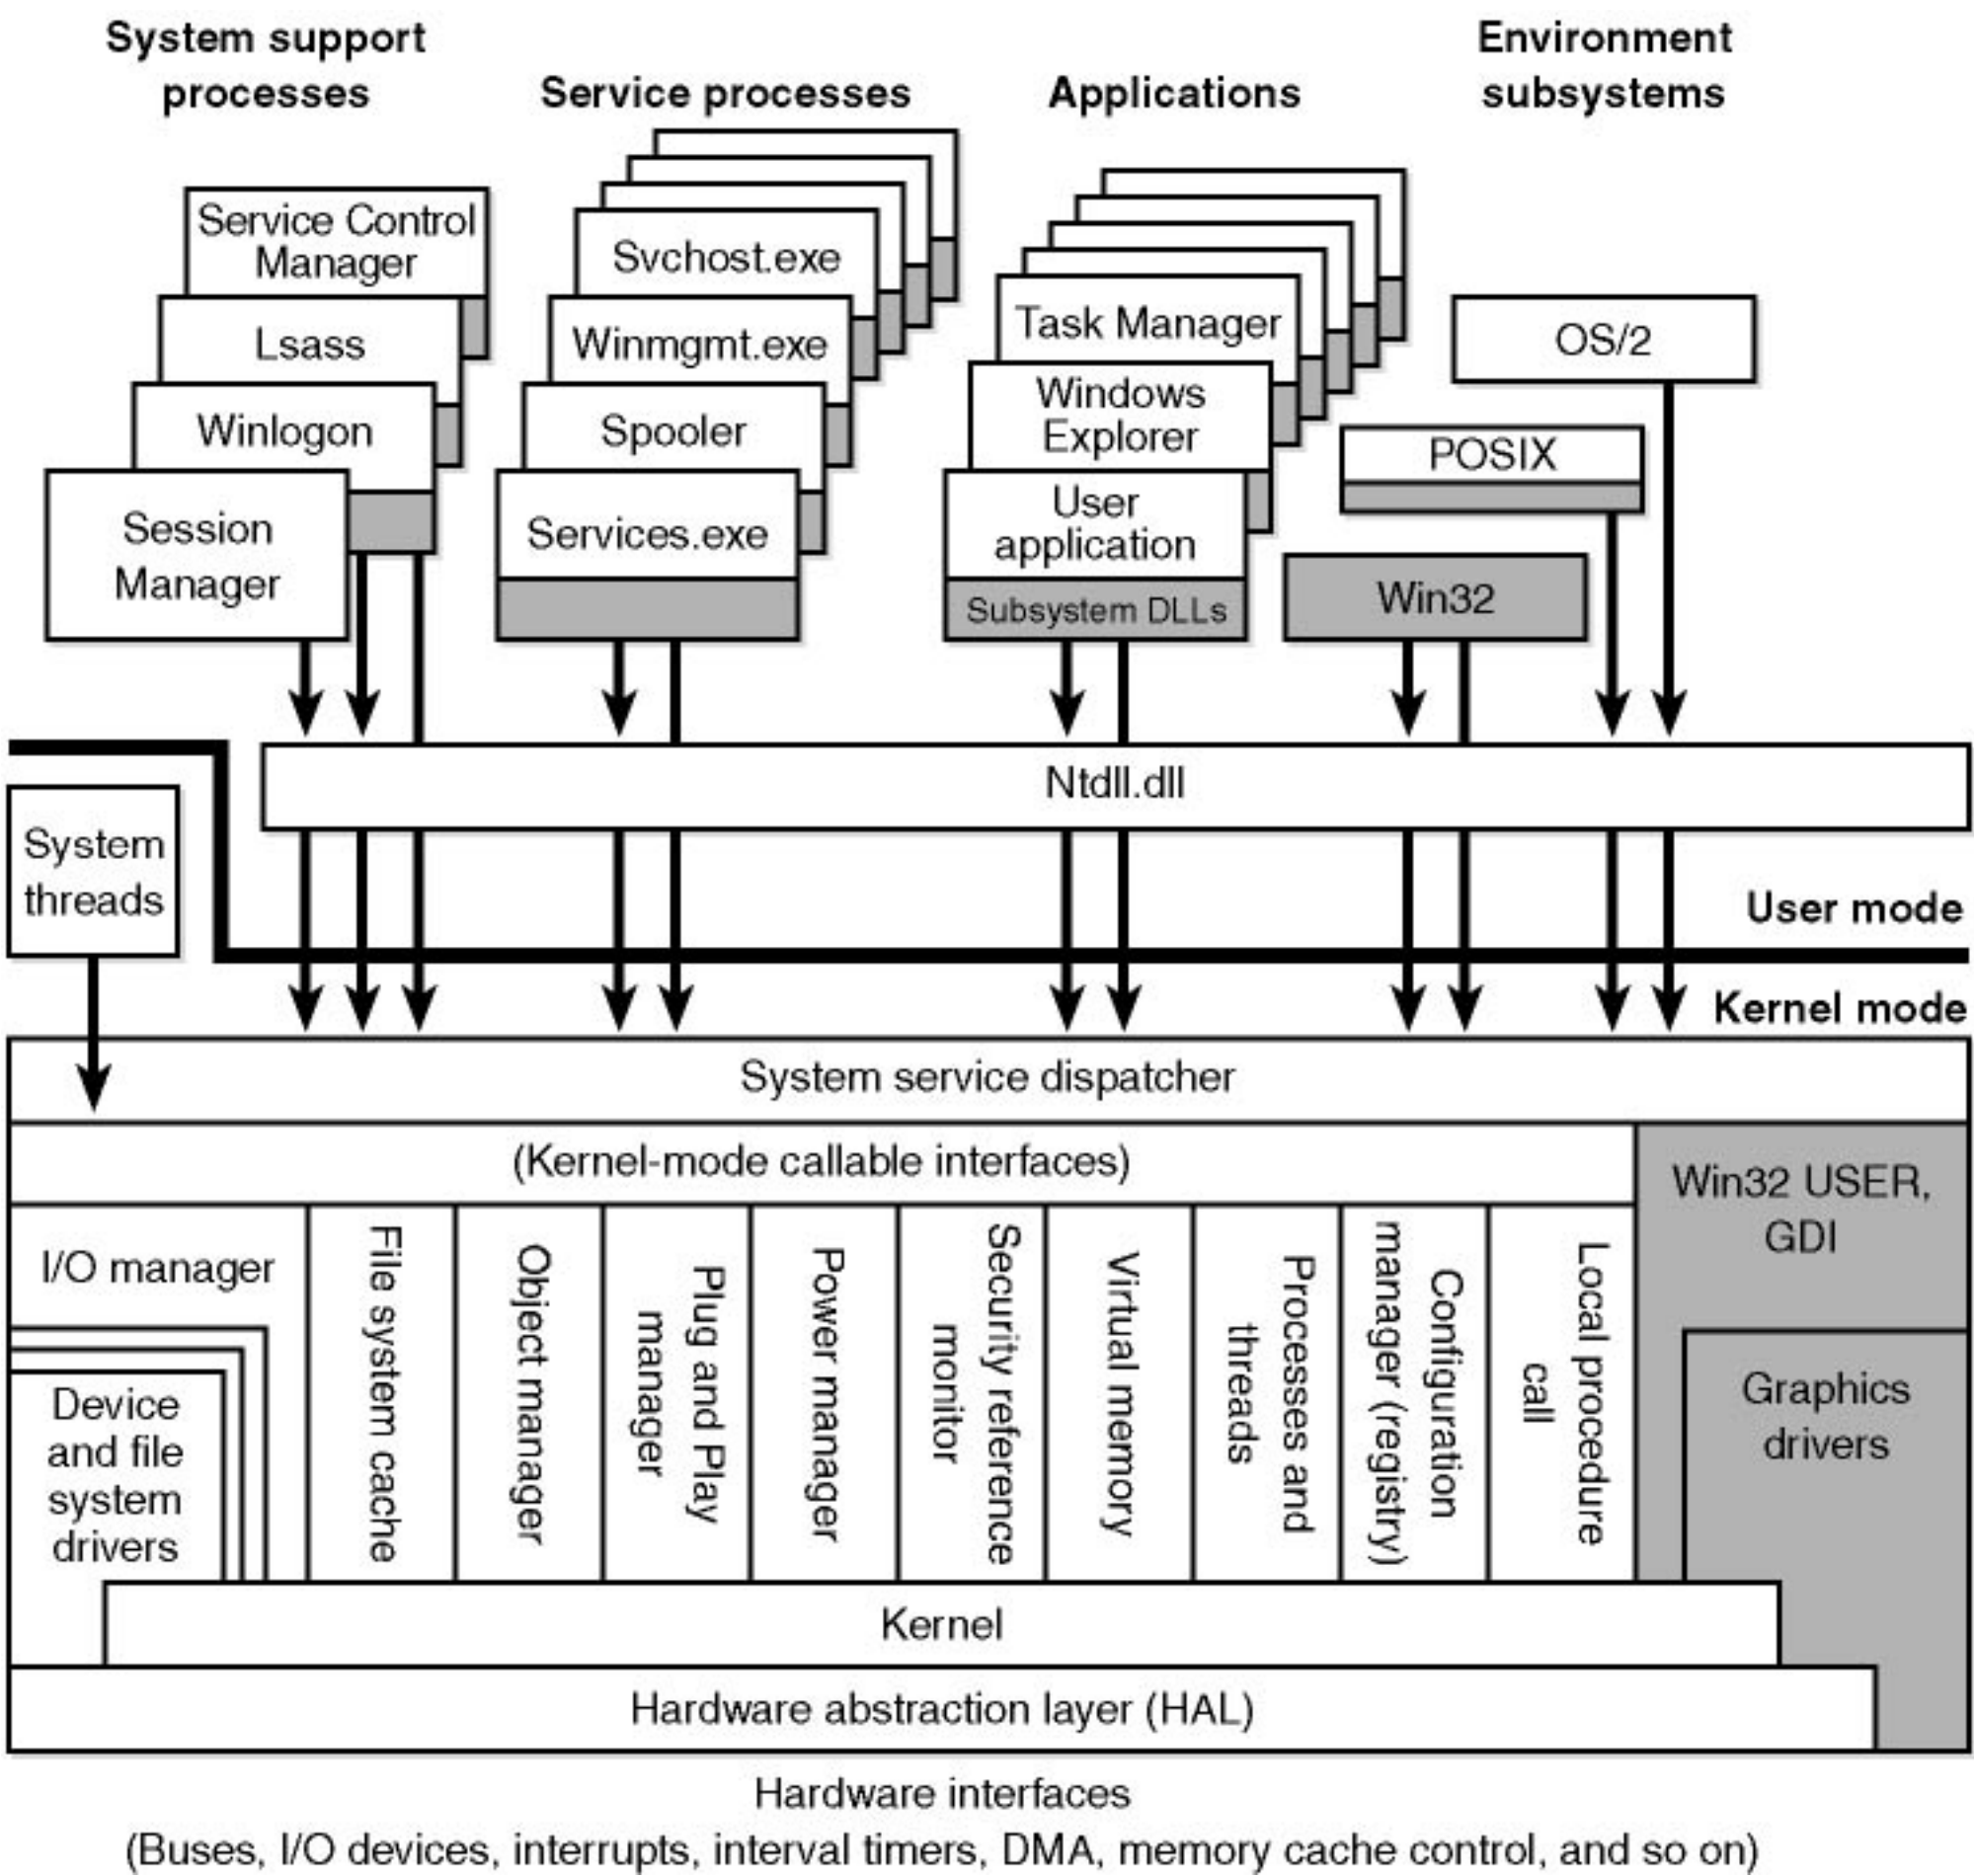 System support
processes
Service processes
Applications
Environment
subsystems
Service Control
Manager
Lsass
Winlogon
Session
Manager
Svchost.exe
Winmgmt.exe
Spooler
Services.exe
Task Manager
Windows
Explorer
User
application
Subsystem DLLs
OS/2
POSIX
Win32
Ntdll.dll
System
threads
User mode
Kernel mode
System service dispatcher
(Kernel-mode callable interfaces)
Win32 USER,
GDI
I/O manager
Device
and file
system
drivers
File system cache
Object manager
Plug and Play
manager
Power manager
Security reference
monitor
Virtual memory
Processes and
threads
Configuration
manager (registry)
Local procedure
call
Graphics
drivers
Kernel
Hardware abstraction layer (HAL)
Hardware interfaces
(Buses, I/O devices, interrupts, interval timers, DMA, memory cache control, and so on)